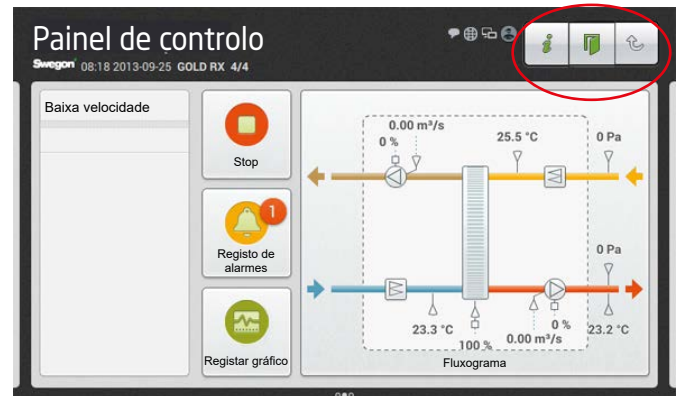 Painel de controlo
Swegon 08:18 2013-09-25 GOLD RX 4/4
Baixa velocidade
Stop
1
Registo de
alarmes
Registar gráfico
0.00 m³/s
0 %
25.5 °C
0 Pa
0 Pa
23.3 °C
100 %
0.00 m³/s
0 %
23.2 °C
Fluxograma